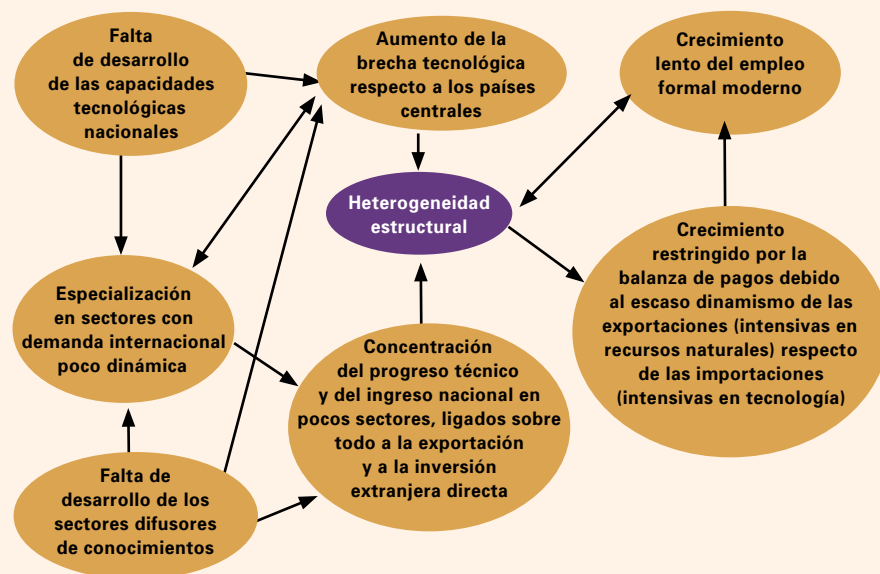 Falta
de desarrollo
de las capacidades
tecnológicas
nacionales
Aumento de la
brecha tecnológica
respecto a los países
centrales
Crecimiento
lento del empleo
formal moderno
Heterogeneidad
estructural
Especialización
en sectores con
demanda internacional
poco dinámica
Concentración
del progreso técnico
y del ingreso nacional en
pocos sectores, ligados sobre
todo a la exportación
y a la inversión
extranjera directa
Crecimiento
restringido por la
balanza de pagos debido
al escaso dinamismo de las
exportaciones (intensivas en
recursos naturales) respecto
de las importaciones
(intensivas en tecnología)
Falta de
desarrollo de los
sectores difusores
de conocimientos